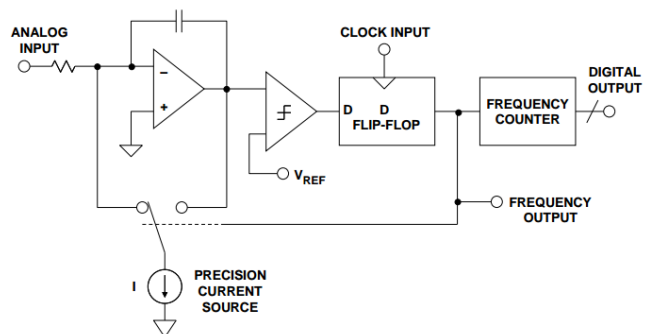 ANALOG
INPUT
−
+
CLOCK INPUT
D D
FLIP-FLOP
VREF
FREQUENCY
COUNTER
DIGITAL
OUTPUT
FREQUENCY
OUTPUT
I
PRECISION
CURRENT
SOURCE